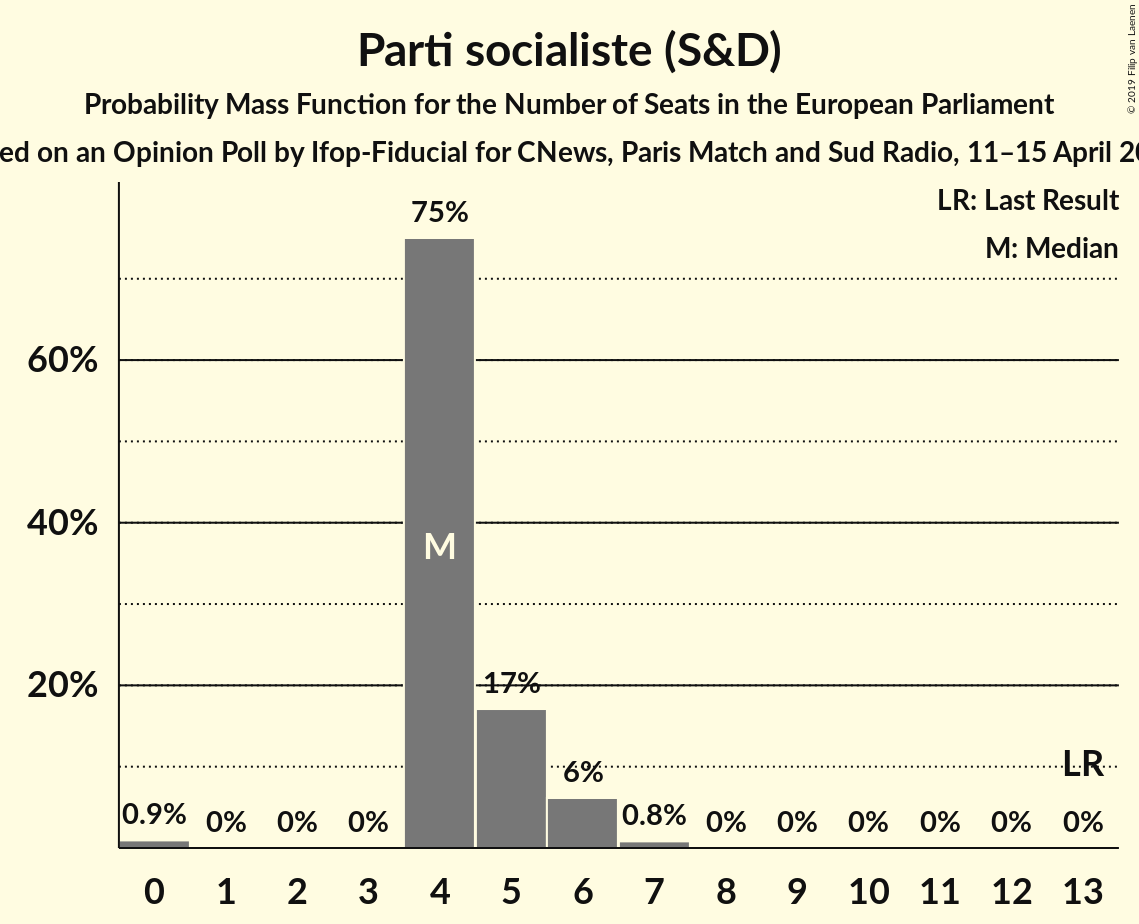 Parti socialiste (S&D)
Probability Mass Function for the Number of Seats in the European Parliament
on an Opinion Poll by Ifop-Fiducial for CNews, Paris Match and Sud Radio, 11–15 April
© 2019 Filip van Laenen
LR: Last Result
M: Median
75%
60%
40%
M
20%
17%
LR
6%
0.9% 0% 0% 0% 0.8% 0% 0% 0% 0% 0% 0%
0 1 2 3 4 5 6 7 8 9 10 11 12 13